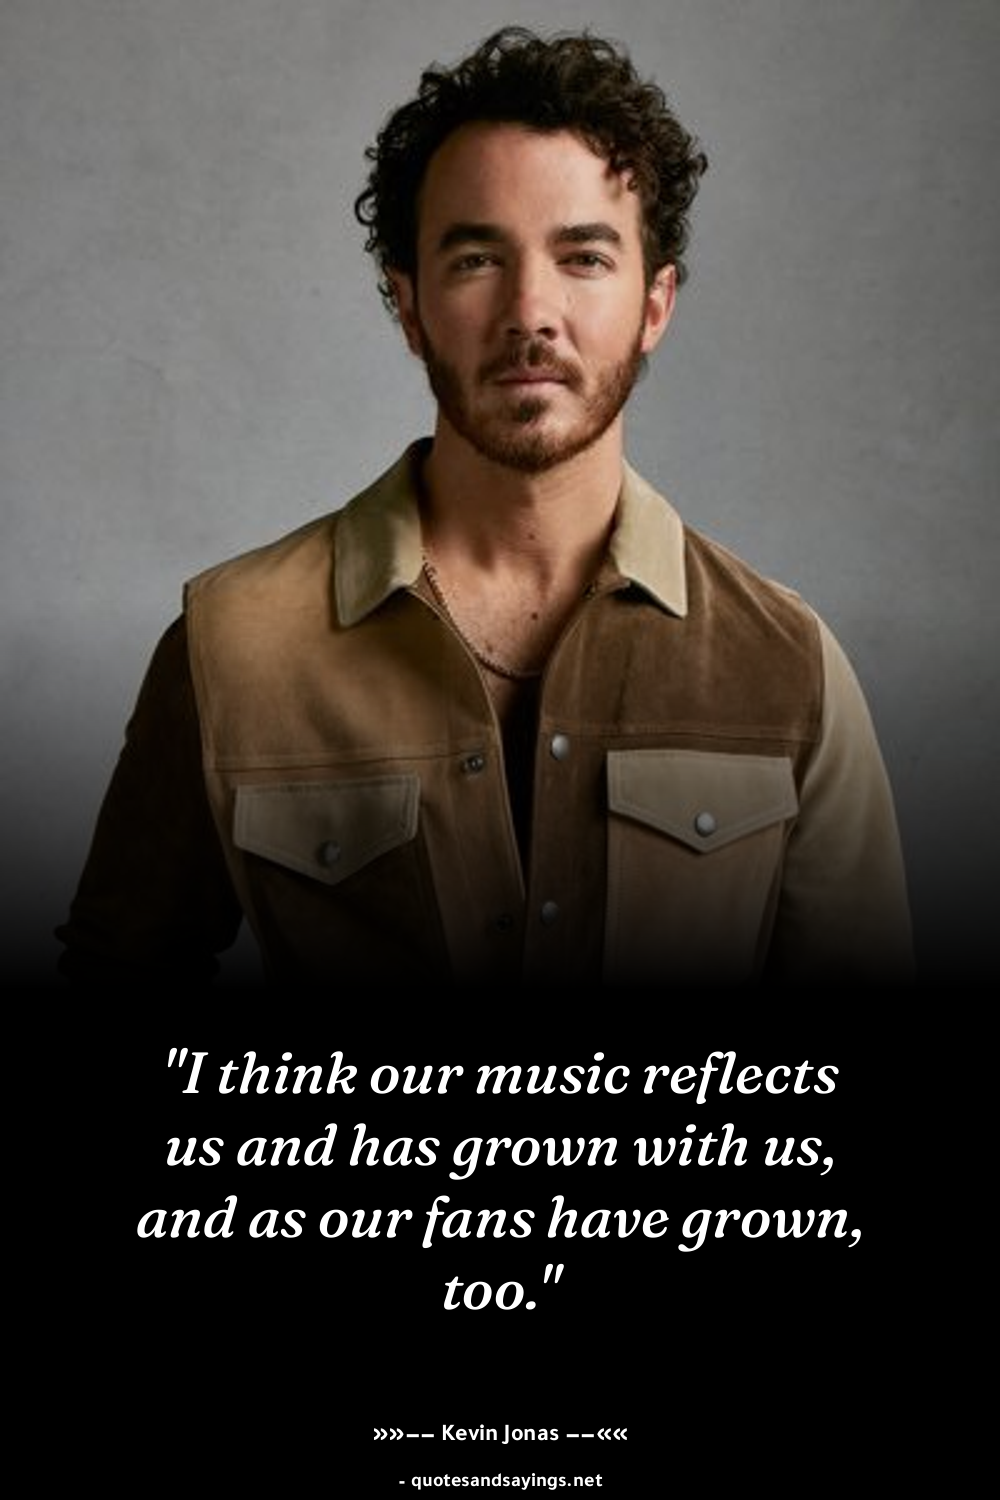 "I think our music reflects
us and has grown with us,
and as our fans have grown,
too."
»»–– Kevin Jonas ––««
- quotesandsayings.net